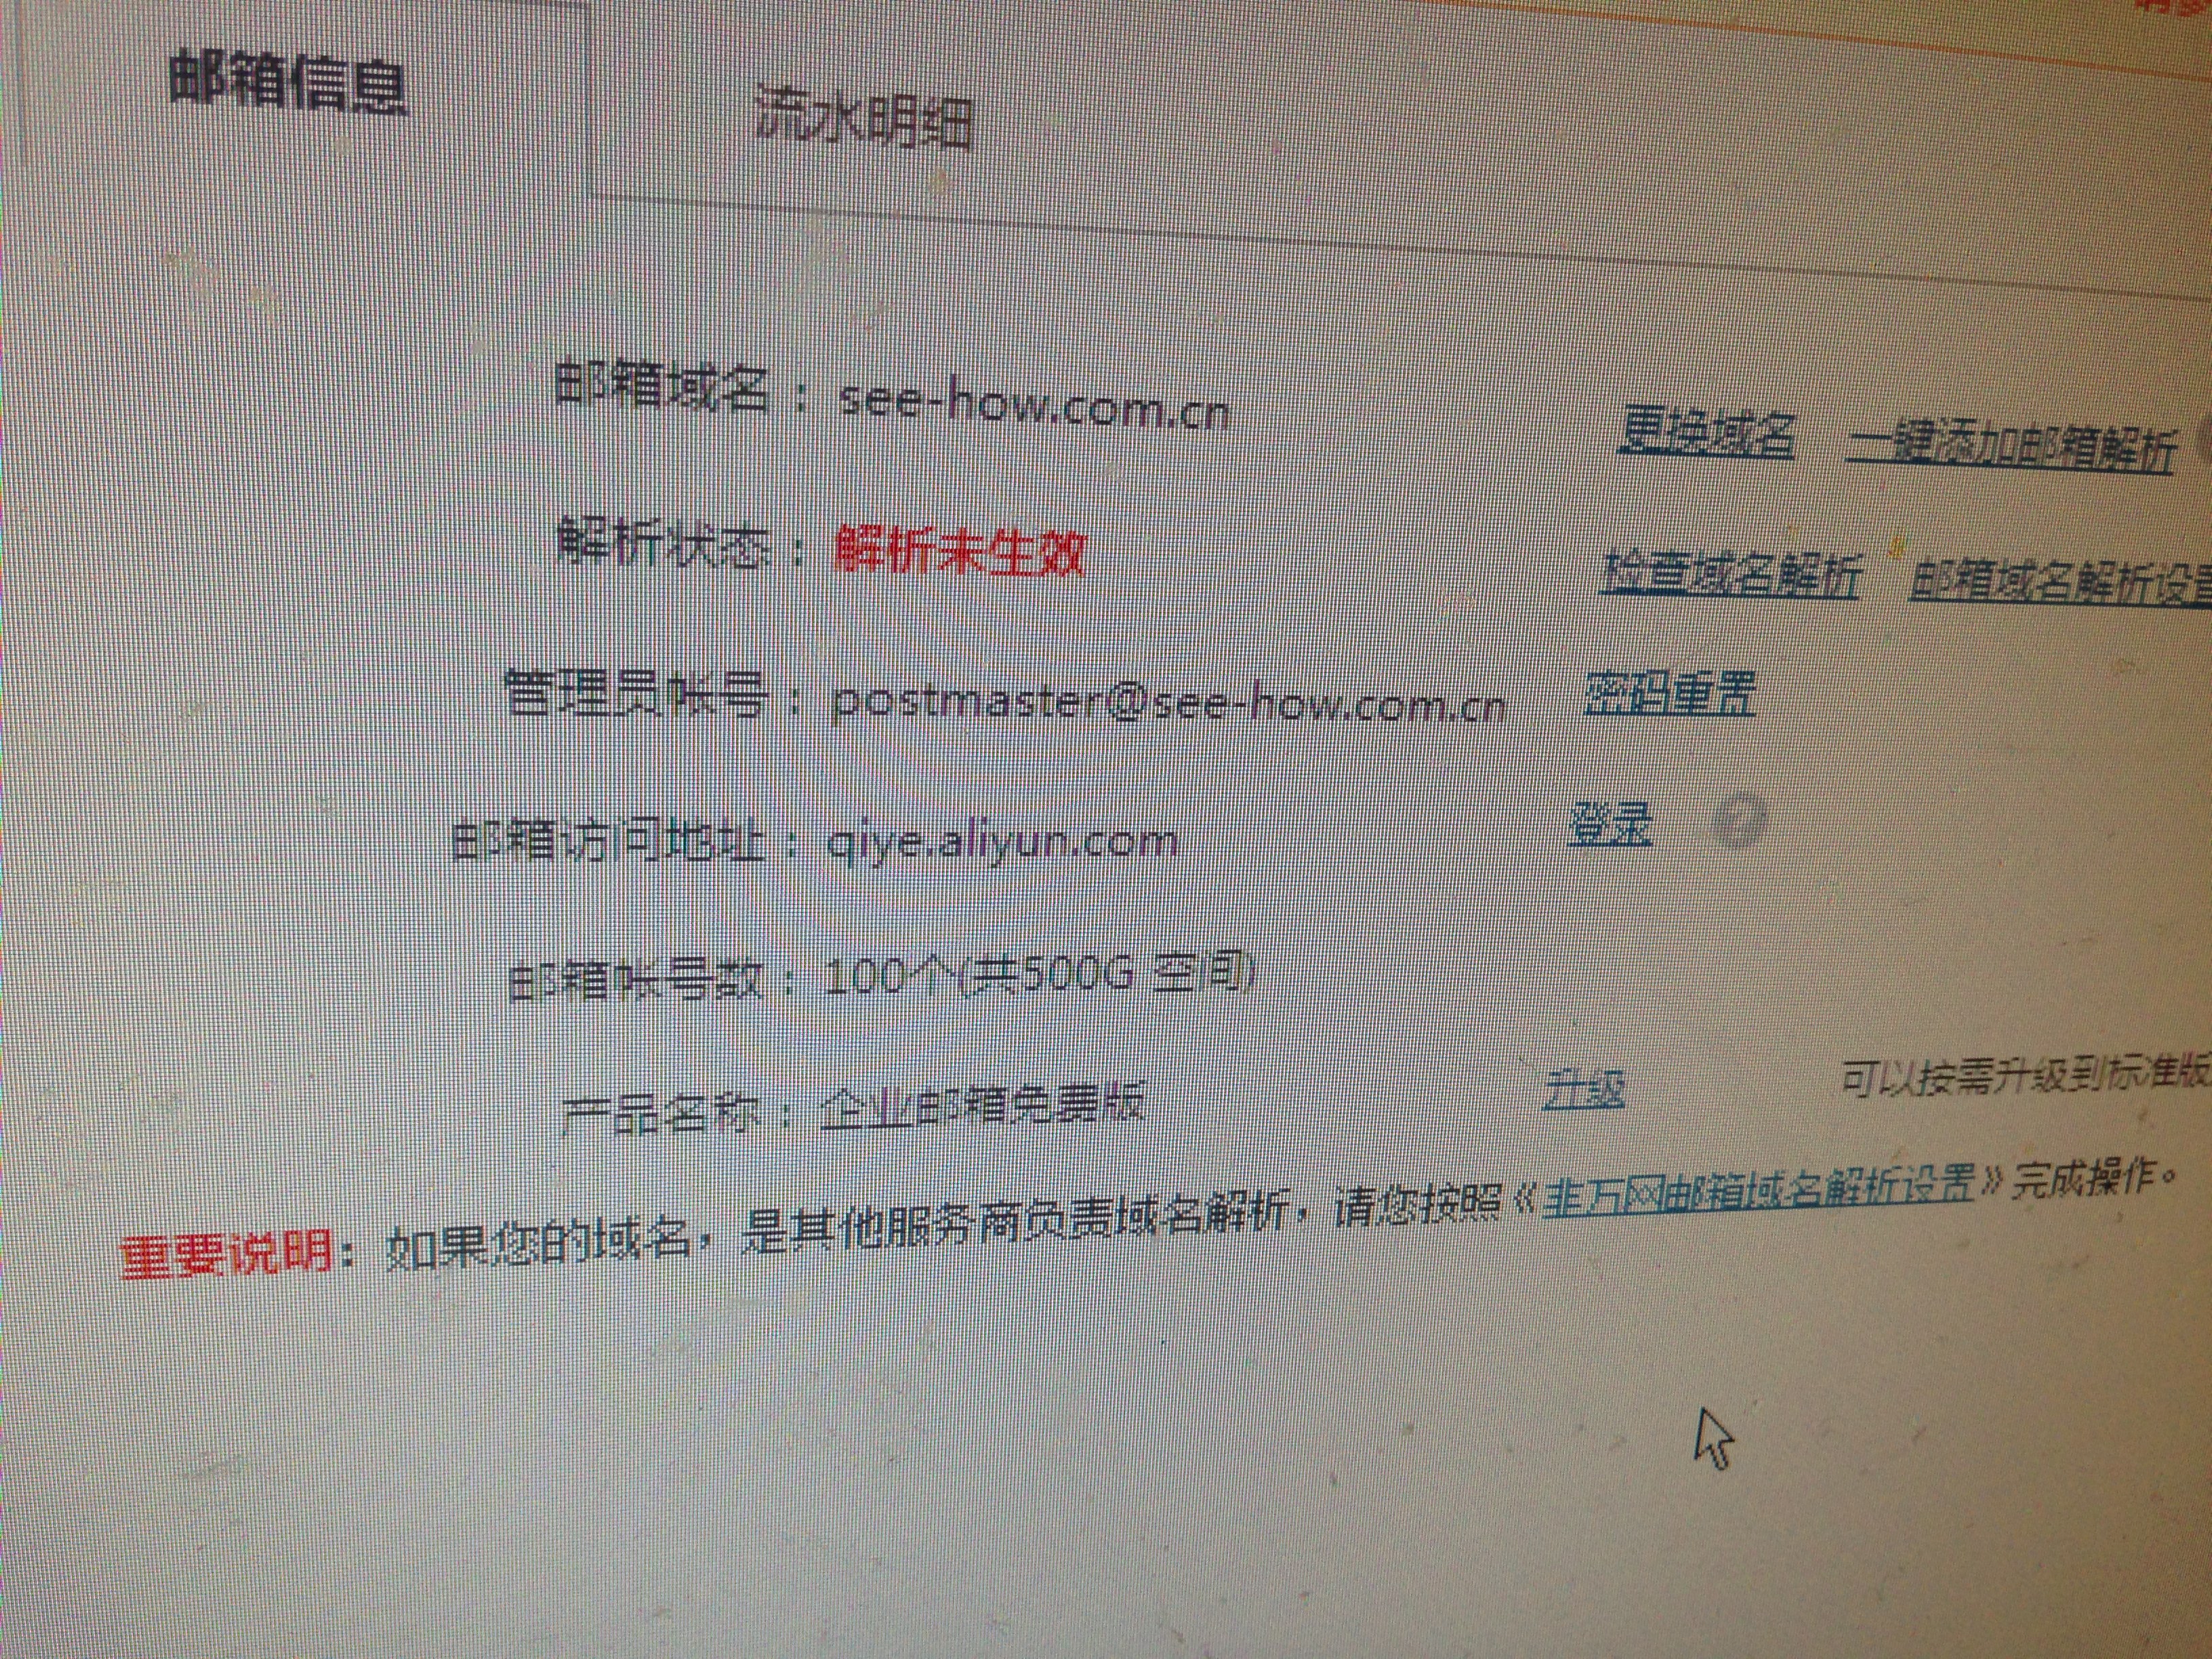 邮箱信息 流水明细
邮箱域名： see-how.com.cn 更换域名 一键添加邮箱解析
解析状态： 解析未生效 检查域名解析 邮箱域名解析设置
管理员帐号： postmaster@see-how.com.cn 密码重置
邮箱访问地址： qiye.aliyun.com 登录 ?
邮箱帐号数： 100个(共500G 空间)
产品名称： 企业邮箱免费版 升级 可以按需升级到标准版
重要说明：如果您的域名，是其他服务商负责域名解析，请您按照《非万网邮箱域名解析设置》完成操作。